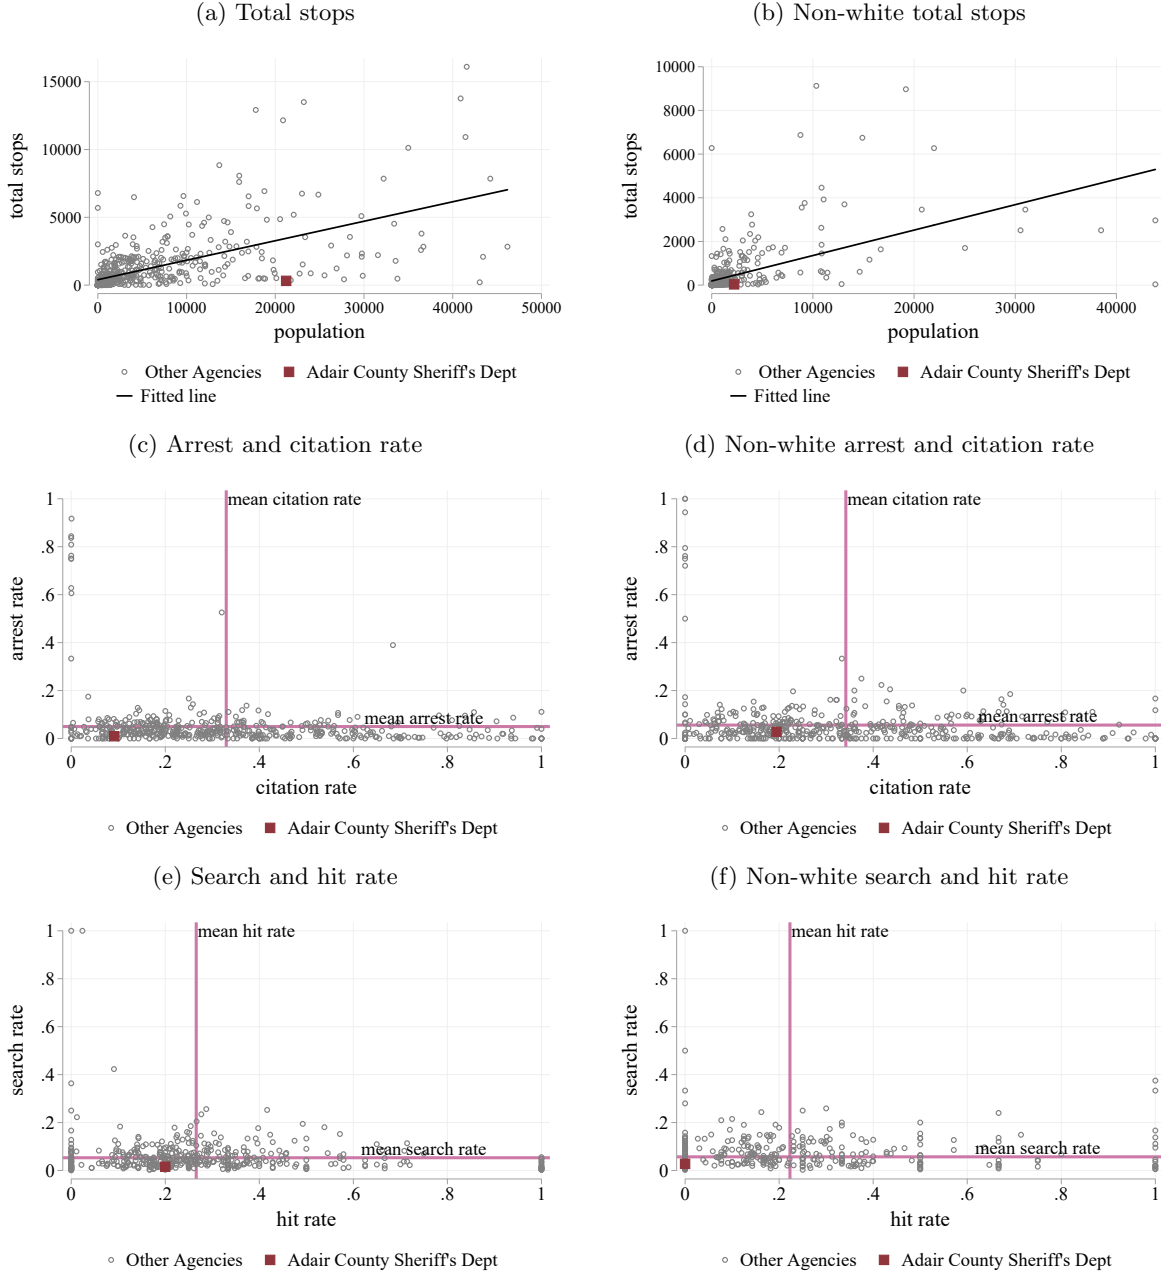 (a) Total stops
15000
10000
5000
0
total stops
0 10000 20000 30000 40000 50000
population
Other Agencies Adair County Sheriff's Dept
Fitted line
(b) Non-white total stops
10000
8000
6000
4000
2000
0
total stops
0 10000 20000 30000 40000
population
Other Agencies Adair County Sheriff's Dept
Fitted line
(c) Arrest and citation rate
mean citation rate
1
.8
.6
.4
.2
0
arrest rate
mean arrest rate
0 .2 .4 .6 .8 1
citation rate
Other Agencies Adair County Sheriff's Dept
(d) Non-white arrest and citation rate
mean citation rate
1
.8
.6
.4
.2
0
arrest rate
mean arrest rate
0 .2 .4 .6 .8 1
citation rate
Other Agencies Adair County Sheriff's Dept
(e) Search and hit rate
mean hit rate
1
.8
.6
.4
.2
0
search rate
mean search rate
0 .2 .4 .6 .8 1
hit rate
Other Agencies Adair County Sheriff's Dept
(f) Non-white search and hit rate
mean hit rate
1
.8
.6
.4
.2
0
search rate
mean search rate
0 .2 .4 .6 .8 1
hit rate
Other Agencies Adair County Sheriff's Dept